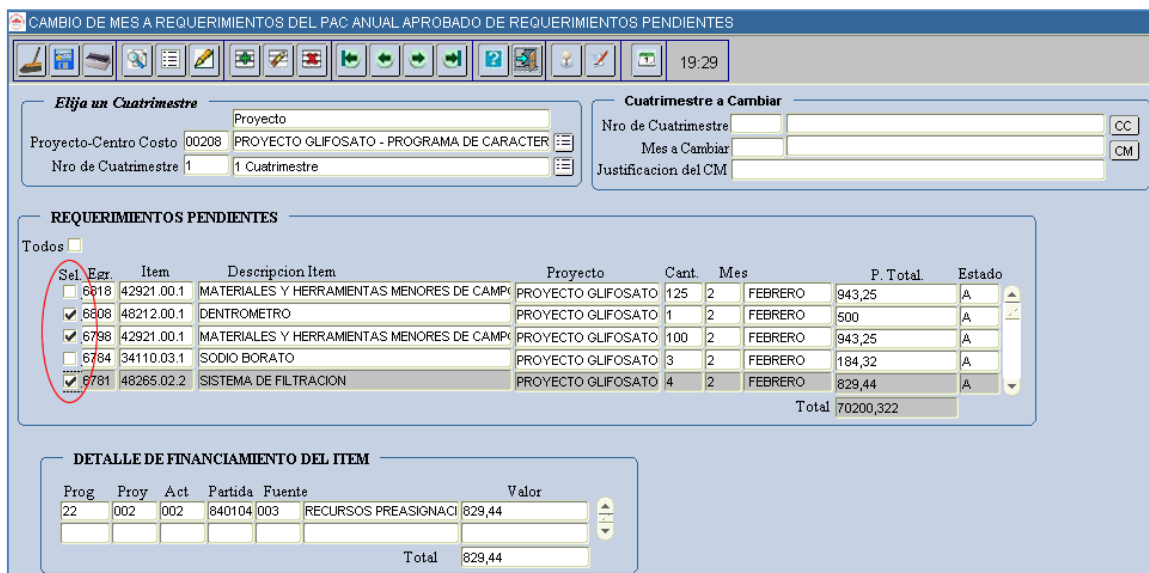 CAMBIO DE MES A REQUERIMIENTOS DEL PAC ANUAL APROBADO DE REQUERIMIENTOS PENDIENTES
19:29
Elija un Cuatrimestre
Proyecto
Proyecto-Centro Costo 00208 PROYECTO GLIFOSATO - PROGRAMA DE CARACTER
Nro de Cuatrimestre 1 1 Cuatrimestre
Cuatrimestre a Cambiar
Nro de Cuatrimestre CC
Mes a Cambiar CM
Justificacion del CM
REQUERIMIENTOS PENDIENTES
Todos
Sel. Egr. Item Descripcion Item Proyecto Cant. Mes P. Total. Estado
6818 42921.00.1 MATERIALES Y HERRAMIENTAS MENORES DE CAMPO PROYECTO GLIFOSATO 125 2 FEBRERO 943,25 A
6808 48212.00.1 DENTROMETRO PROYECTO GLIFOSATO 1 2 FEBRERO 500 A
6798 42921.00.1 MATERIALES Y HERRAMIENTAS MENORES DE CAMP PROYECTO GLIFOSATO 100 2 FEBRERO 943,25 A
6784 34110.03.1 SODIO BORATO PROYECTO GLIFOSATO 3 2 FEBRERO 184,32 A
6781 48265.02.2 SISTEMA DE FILTRACION PROYECTO GLIFOSATO 4 2 FEBRERO 829,44 A
Total 70200,322
DETALLE DE FINANCIAMIENTO DEL ITEM
Prog Proy Act Partida Fuente Valor
22 002 002 840104 003 RECURSOS PREASIGNACI 829,44
Total 829,44